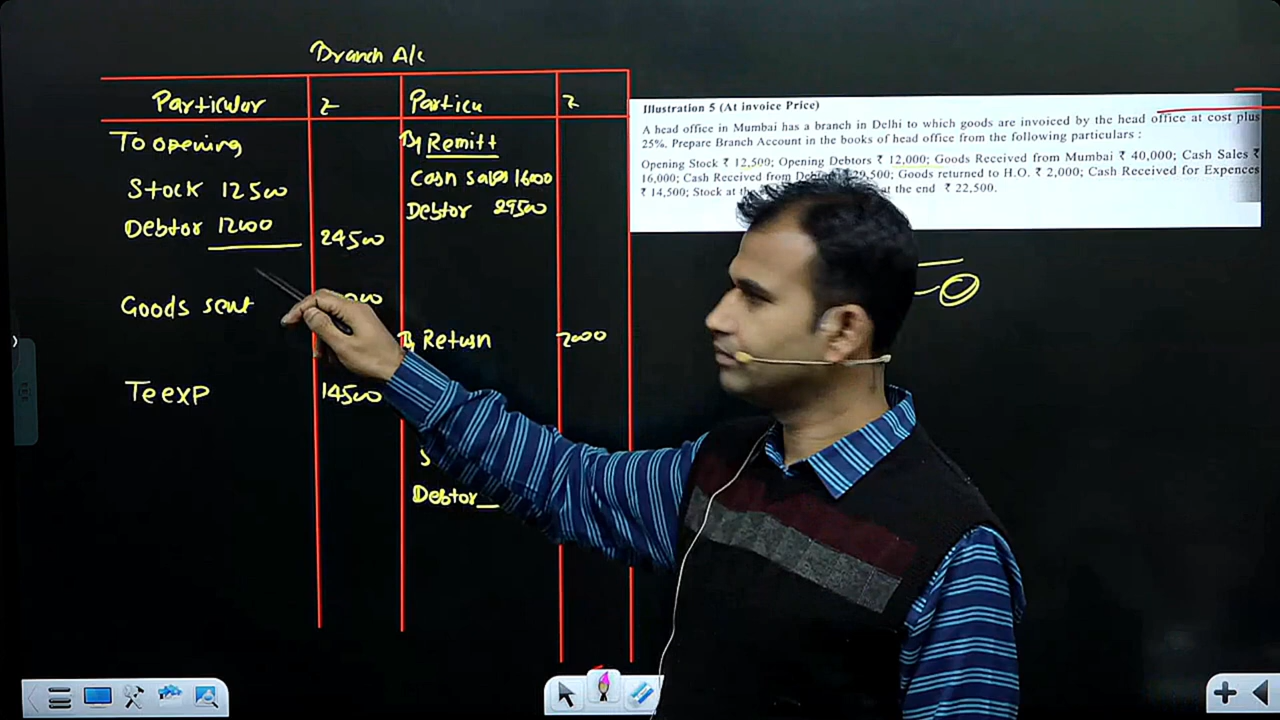 Branch A/c
Particular ₹ Particu ₹
To opening
Stock 12500
Debtor 12000 24500
Goods sent
To exp 14500
By Remitt
Cash sales 16000
Debtor 29500
By Return 2000
Debtor
Illustration 5 (At invoice Price)
A head office in Mumbai has a branch in Delhi to which goods are invoiced by the head office at cost plus
25%. Prepare Branch Account in the books of head office from the following particulars :
Opening Stock ₹ 12,500; Opening Debtors ₹ 12,000; Goods Received from Mumbai ₹ 40,000; Cash Sales ₹
16,000; Cash Received from 29,500; Goods returned to H.O. ₹ 2,000; Cash Received for Expences
₹ 14,500; Stock at at the end ₹ 22,500.